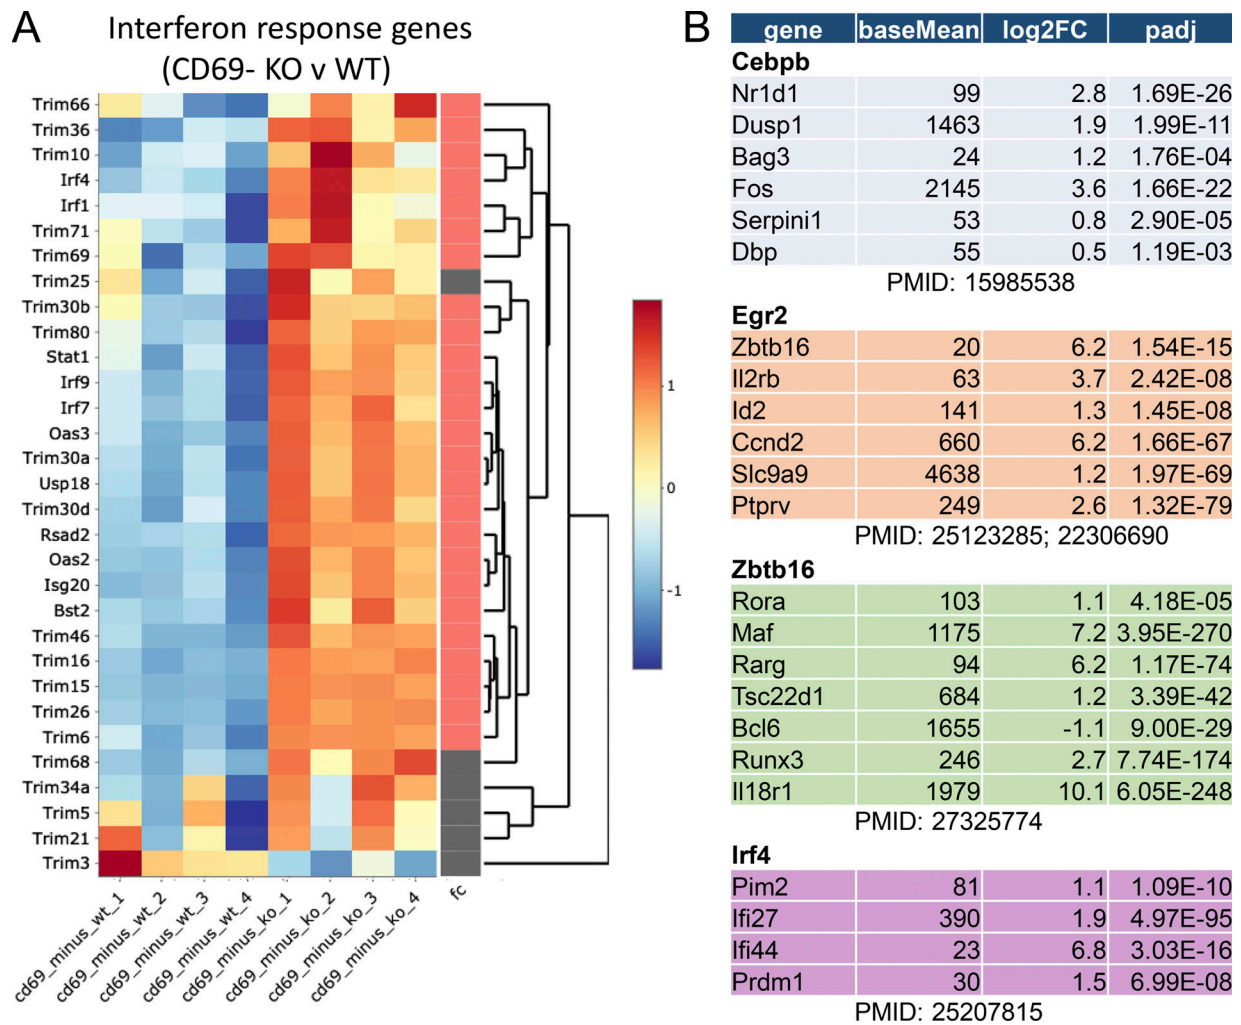 A
Interferon response genes
(CD69- KO v WT)
Trim66
Trim36
Trim10
Irf4
Irf1
Trim71
Trim69
Trim25
Trim30b
Trim80
Stat1
Irf9
Irf7
Oas3
Trim30a
Usp18
Trim30d
Rsad2
Oas2
Isg20
Bst2
Trim46
Trim16
Trim15
Trim26
Trim6
Trim68
Trim34a
Trim5
Trim21
Trim3
cd69_minus_wt_1
cd69_minus_wt_2
cd69_minus_wt_3
cd69_minus_wt_4
cd69_minus_ko_1
cd69_minus_ko_2
cd69_minus_ko_3
cd69_minus_ko_4
fc
1
0
-1
B
gene baseMean log2FC padj
Cebpb
Nr1d1 99 2.8 1.69E-26
Dusp1 1463 1.9 1.99E-11
Bag3 24 1.2 1.76E-04
Fos 2145 3.6 1.66E-22
Serpini1 53 0.8 2.90E-05
Dbp 55 0.5 1.19E-03
PMID: 15985538
Egr2
Zbtb16 20 6.2 1.54E-15
Il2rb 63 3.7 2.42E-08
Id2 141 1.3 1.45E-08
Ccnd2 660 6.2 1.66E-67
Slc9a9 4638 1.2 1.97E-69
Ptprv 249 2.6 1.32E-79
PMID: 25123285; 22306690
Zbtb16
Rora 103 1.1 4.18E-05
Maf 1175 7.2 3.95E-270
Rarg 94 6.2 1.17E-74
Tsc22d1 684 1.2 3.39E-42
Bcl6 1655 -1.1 9.00E-29
Runx3 246 2.7 7.74E-174
Il18r1 1979 10.1 6.05E-248
PMID: 27325774
Irf4
Pim2 81 1.1 1.09E-10
Ifi27 390 1.9 4.97E-95
Ifi44 23 6.8 3.03E-16
Prdm1 30 1.5 6.99E-08
PMID: 25207815